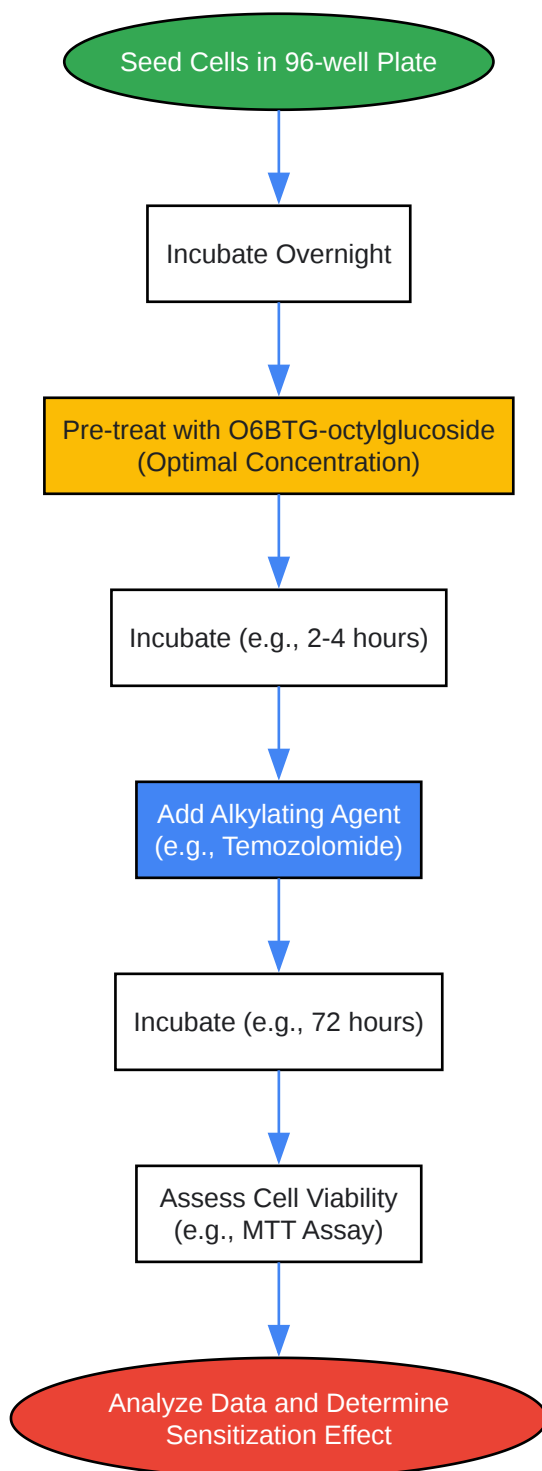 Seed Cells in 96-well Plate
Incubate Overnight
Pre-treat with O6BTG-octylglucoside
(Optimal Concentration)
Incubate (e.g., 2-4 hours)
Add Alkylating Agent
(e.g., Temozolomide)
Incubate (e.g., 72 hours)
Assess Cell Viability
(e.g., MTT Assay)
Analyze Data and Determine
Sensitization Effect